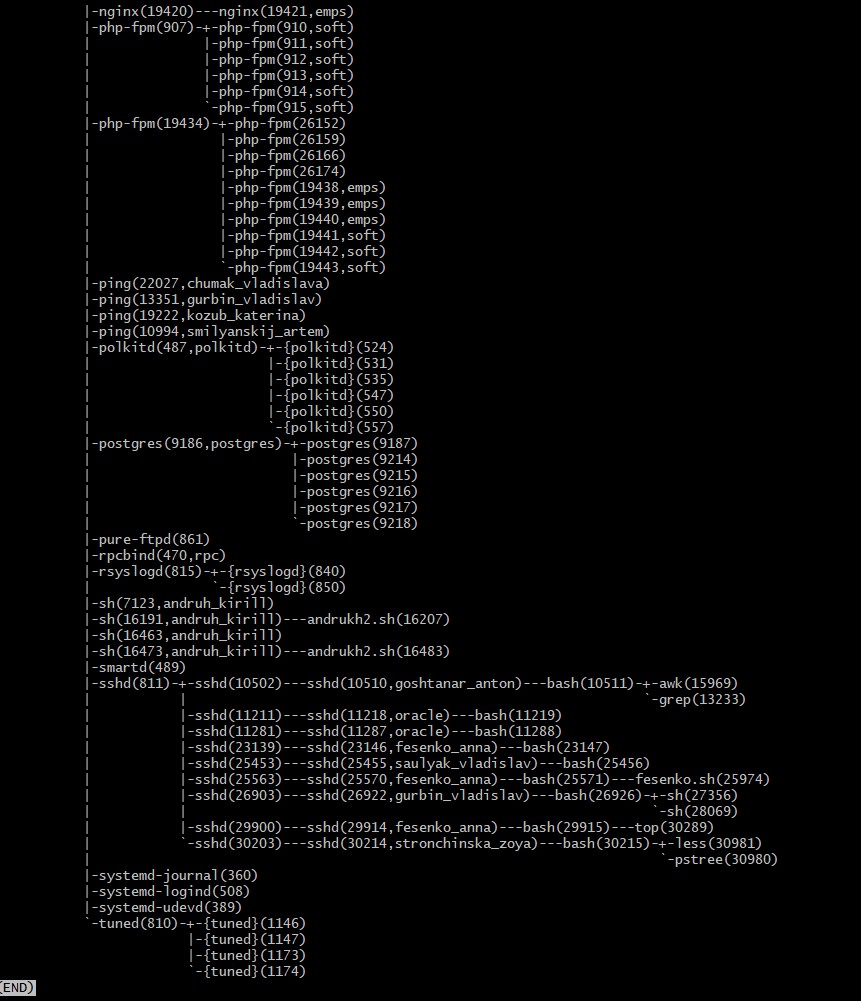 |-nginx(19420)---nginx(19421,emps)
|-php-fpm(907)-+-php-fpm(910,soft)
|              |-php-fpm(911,soft)
|              |-php-fpm(912,soft)
|              |-php-fpm(913,soft)
|              |-php-fpm(914,soft)
|              `-php-fpm(915,soft)
|-php-fpm(19434)-+-php-fpm(26152)
|                |-php-fpm(26159)
|                |-php-fpm(26166)
|                |-php-fpm(26174)
|                |-php-fpm(19438,emps)
|                |-php-fpm(19439,emps)
|                |-php-fpm(19440,emps)
|                |-php-fpm(19441,soft)
|                |-php-fpm(19442,soft)
|                `-php-fpm(19443,soft)
|-ping(22027,chumak_vladislava)
|-ping(13351,gurbin_vladislav)
|-ping(19222,kozub_katerina)
|-ping(10994,smilyanskij_artem)
|-polkitd(487,polkitd)-+-{polkitd}(524)
|                      |-{polkitd}(531)
|                      |-{polkitd}(535)
|                      |-{polkitd}(547)
|                      |-{polkitd}(550)
|                      `-{polkitd}(557)
|-postgres(9186,postgres)-+-postgres(9187)
|                         |-postgres(9214)
|                         |-postgres(9215)
|                         |-postgres(9216)
|                         |-postgres(9217)
|                         `-postgres(9218)
|-pure-ftpd(861)
|-rpcbind(470,rpc)
|-rsyslogd(815)-+-{rsyslogd}(840)
|               `-{rsyslogd}(850)
|-sh(7123,andruh_kirill)
|-sh(16191,andruh_kirill)---andrukh2.sh(16207)
|-sh(16463,andruh_kirill)
|-sh(16473,andruh_kirill)---andrukh2.sh(16483)
|-smartd(489)
|-sshd(811)-+-sshd(10502)---sshd(10510,goshtanar_anton)---bash(10511)-+-awk(15969)
|           |                                                         `-grep(13233)
|           |-sshd(11211)---sshd(11218,oracle)---bash(11219)
|           |-sshd(11281)---sshd(11287,oracle)---bash(11288)
|           |-sshd(23139)---sshd(23146,fesenko_anna)---bash(23147)
|           |-sshd(25453)---sshd(25455,saulyak_vladislav)---bash(25456)
|           |-sshd(25563)---sshd(25570,fesenko_anna)---bash(25571)---fesenko.sh(25974)
|           |-sshd(26903)---sshd(26922,gurbin_vladislav)---bash(26926)-+-sh(27356)
|           |                                                          `-sh(28069)
|           |-sshd(29900)---sshd(29914,fesenko_anna)---bash(29915)---top(30289)
|           `-sshd(30203)---sshd(30214,stronchinska_zoya)---bash(30215)-+-less(30981)
|                                                                       `-pstree(30980)
|-systemd-journal(360)
|-systemd-logind(508)
|-systemd-udevd(389)
`-tuned(810)-+-{tuned}(1146)
             |-{tuned}(1147)
             |-{tuned}(1173)
             `-{tuned}(1174)
(END)